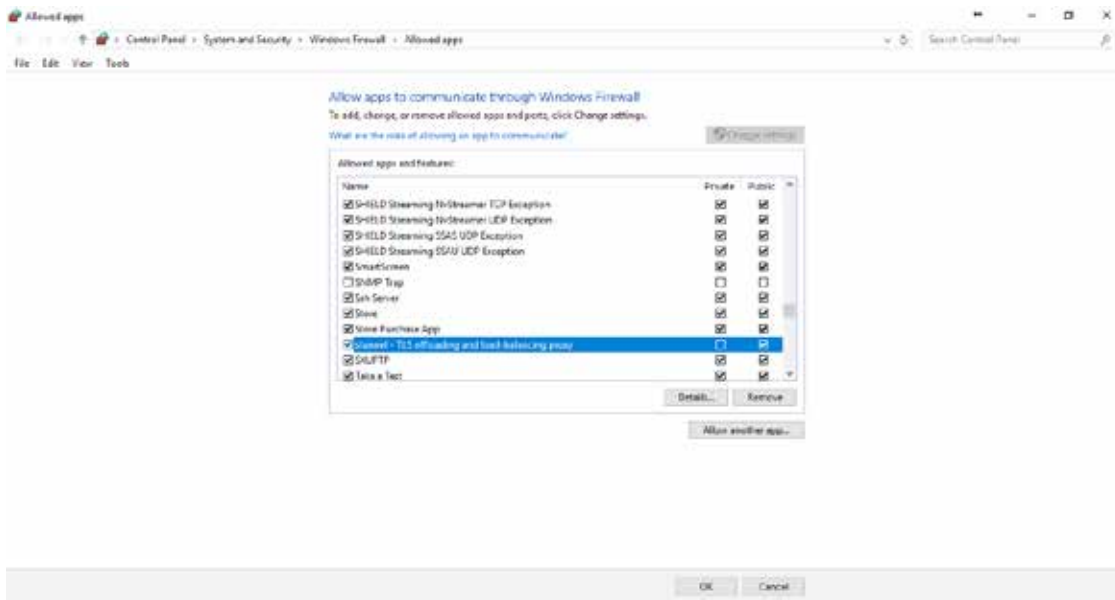 Allowed apps
Control Panel › System and Security › Windows Firewall › Allowed apps
Search Control Panel
File Edit View Tools
Allow apps to communicate through Windows Firewall
To add, change, or remove allowed apps and ports, click Change settings.
What are the risks of allowing an app to communicate?
Change settings
Allowed apps and features:
Name Private Public
SHIELD Streaming NvStreamer TCP Exception
SHIELD Streaming NvStreamer UDP Exception
SHIELD Streaming SSAS UDP Exception
SHIELD Streaming SSAU UDP Exception
SmartScreen
SNMP Trap
Ssh Server
Store
Store Purchase App
stunnel - TLS offloading and load-balancing proxy
Take a Test
Details... Remove
Allow another app...
OK Cancel